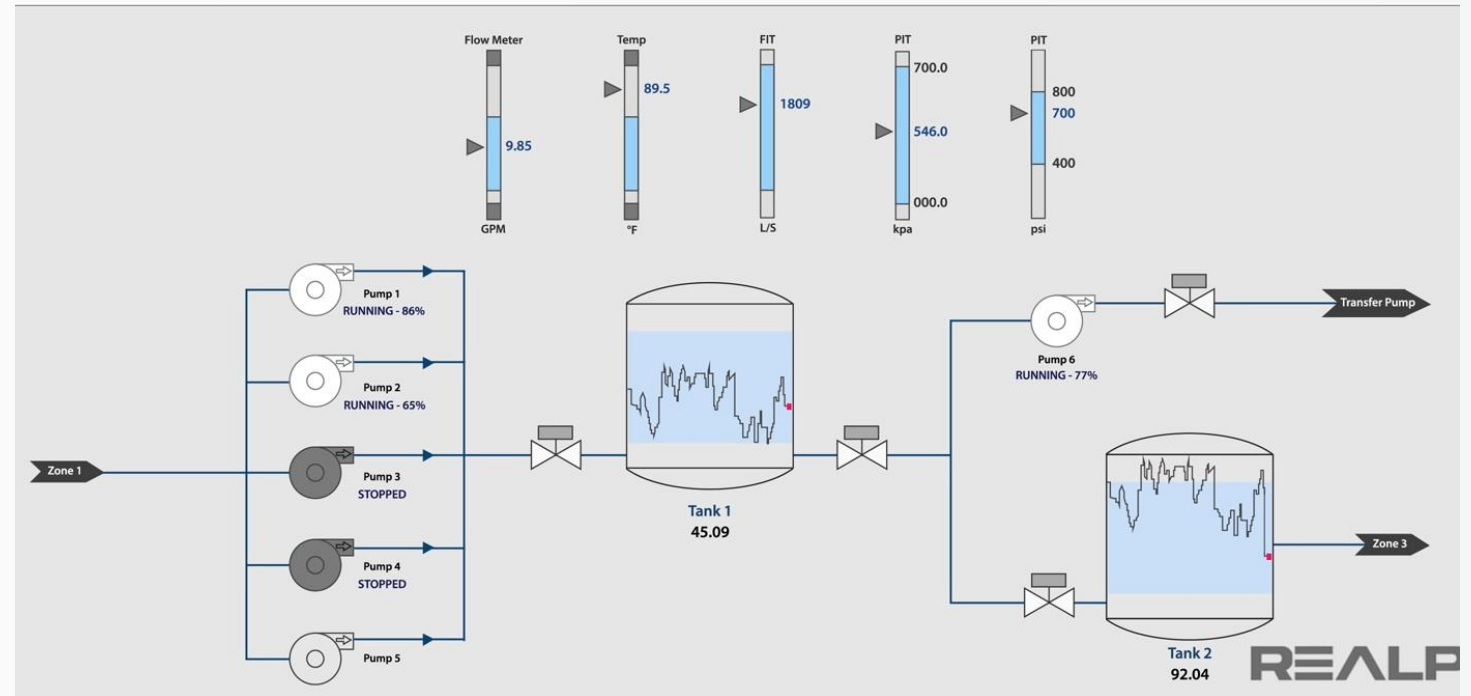 Flow Meter
9.85
GPM
Temp
89.5
°F
FIT
1809
L/S
PIT
700.0
546.0
000.0
kpa
PIT
800
700
400
psi
Zone 1
Pump 1
RUNNING - 86%
Pump 2
RUNNING - 65%
Pump 3
STOPPED
Pump 4
STOPPED
Pump 5
Tank 1
45.09
Pump 6
RUNNING - 77%
Transfer Pump
Tank 2
92.04
Zone 3
REALP